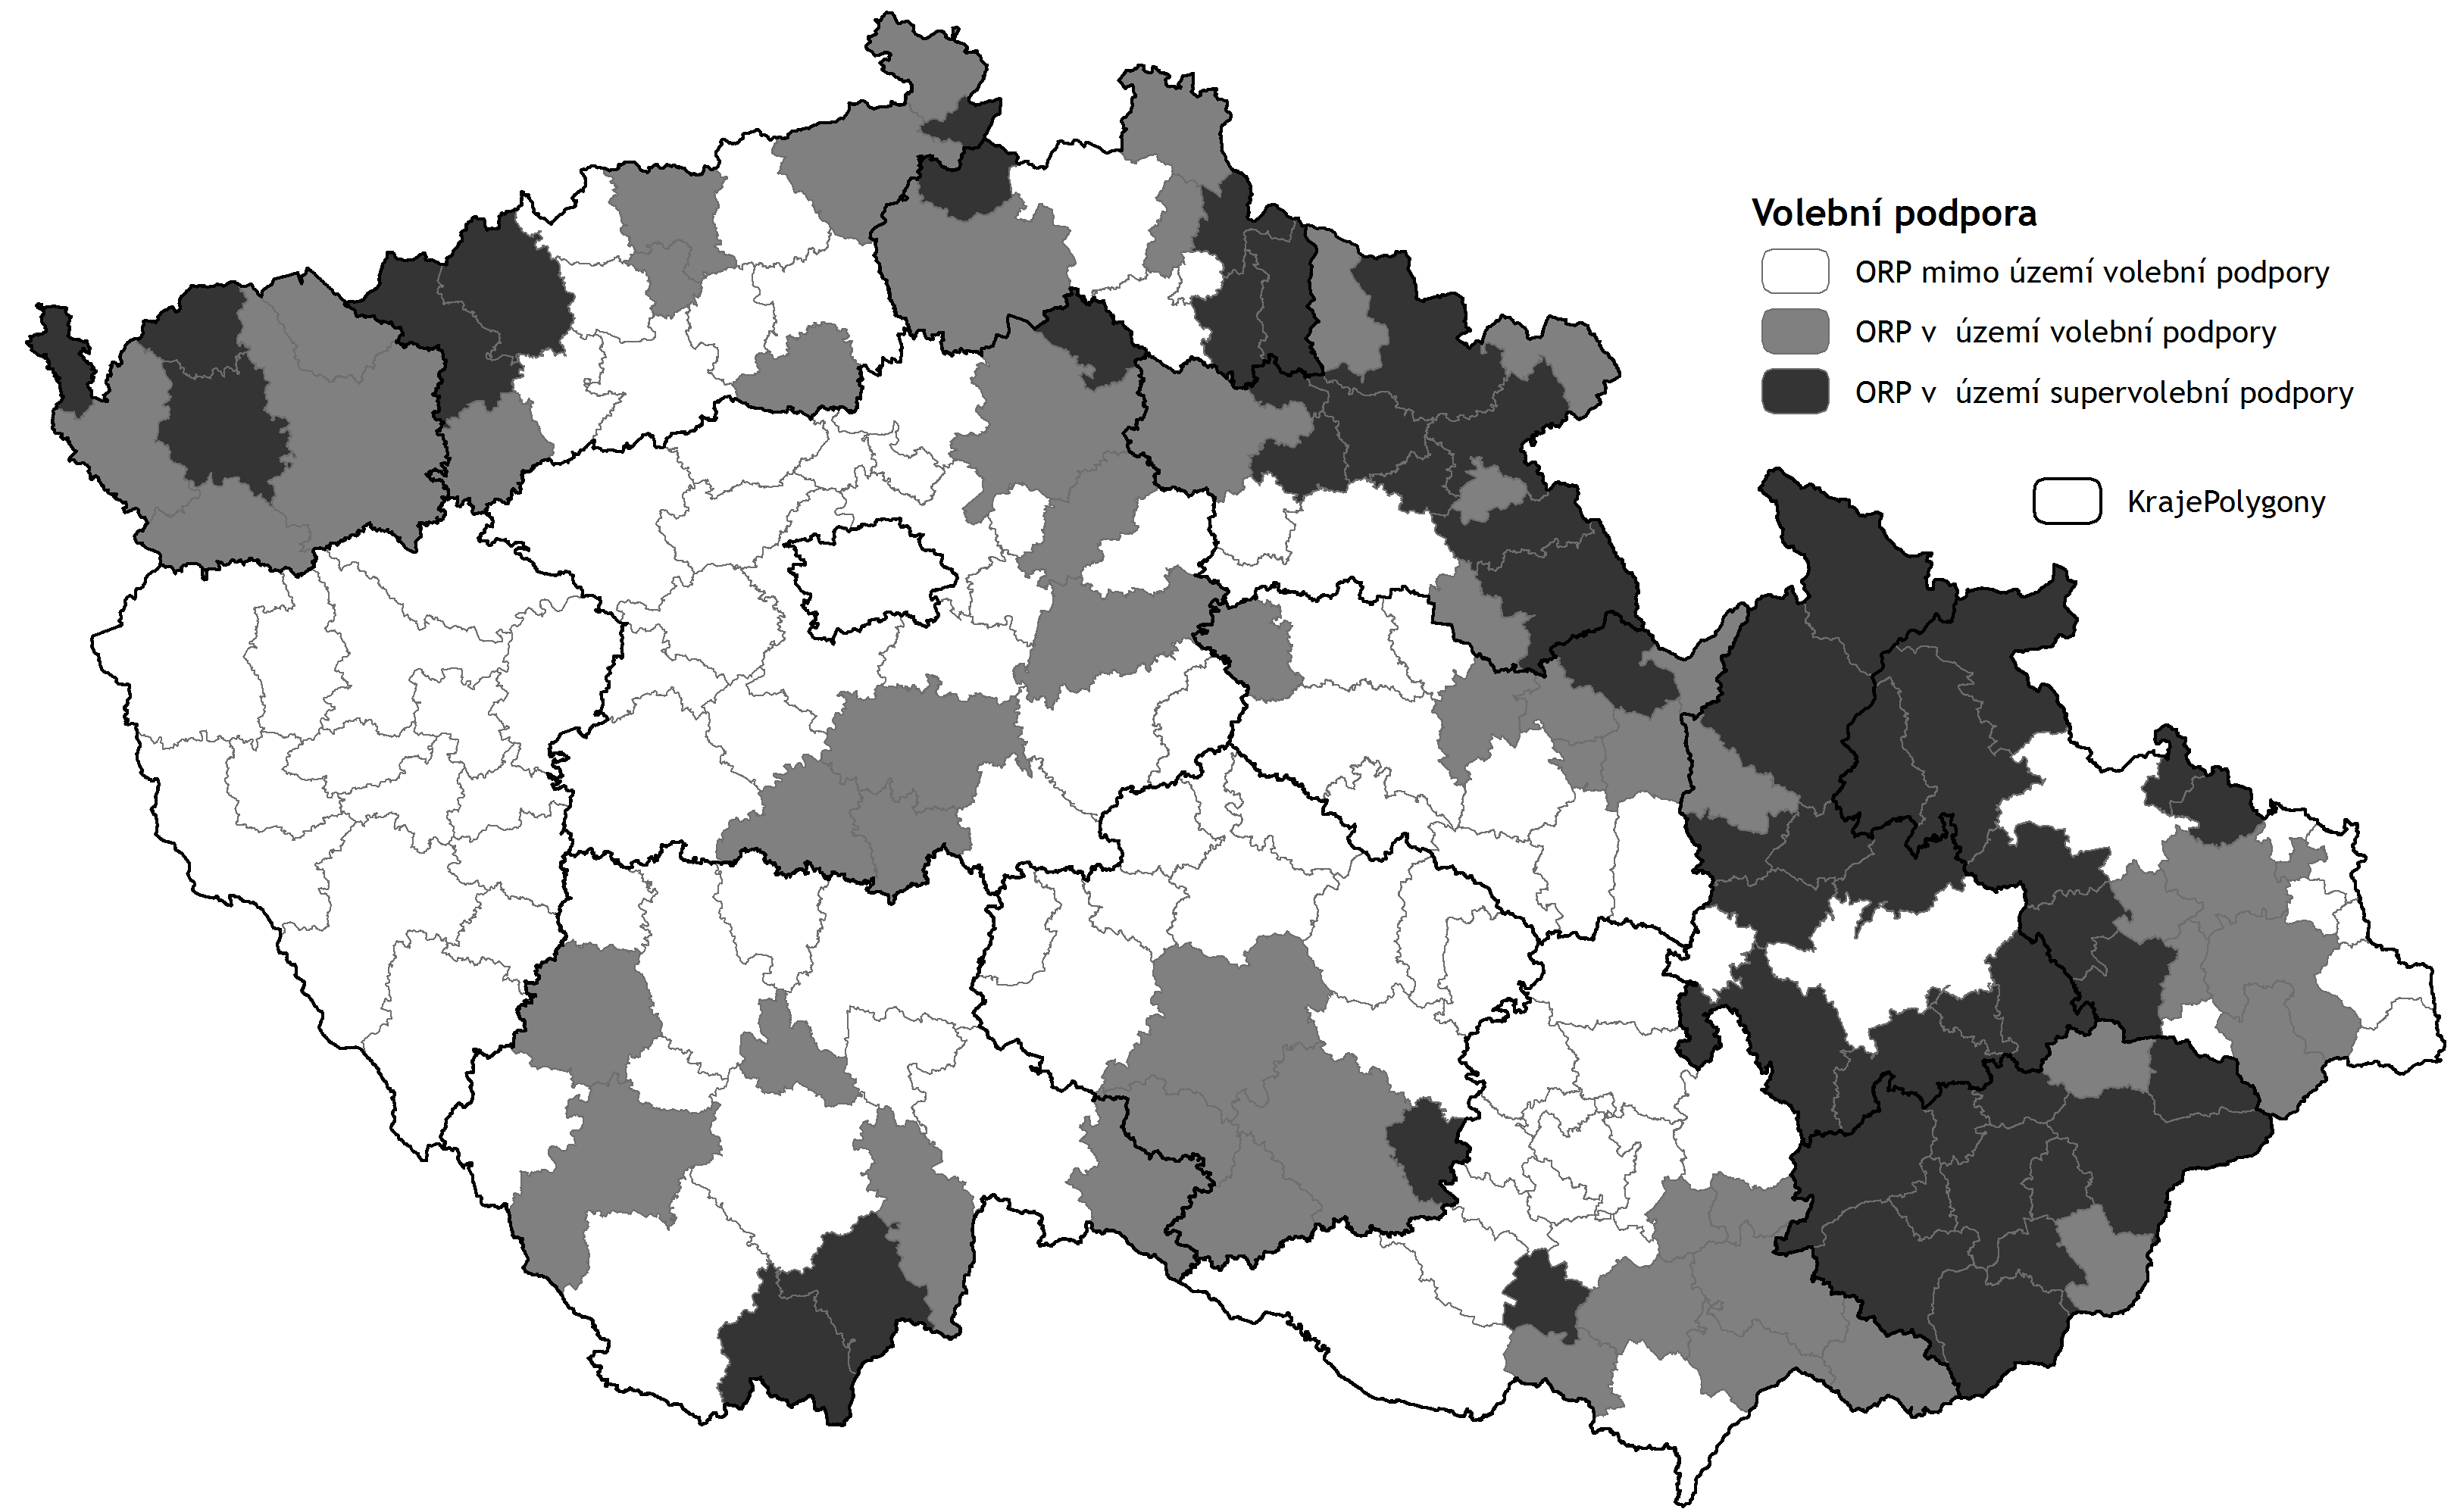 Volební podpora
ORP mimo území volební podpory
ORP v  území volební podpory
ORP v  území supervolební podpory
KrajePolygony